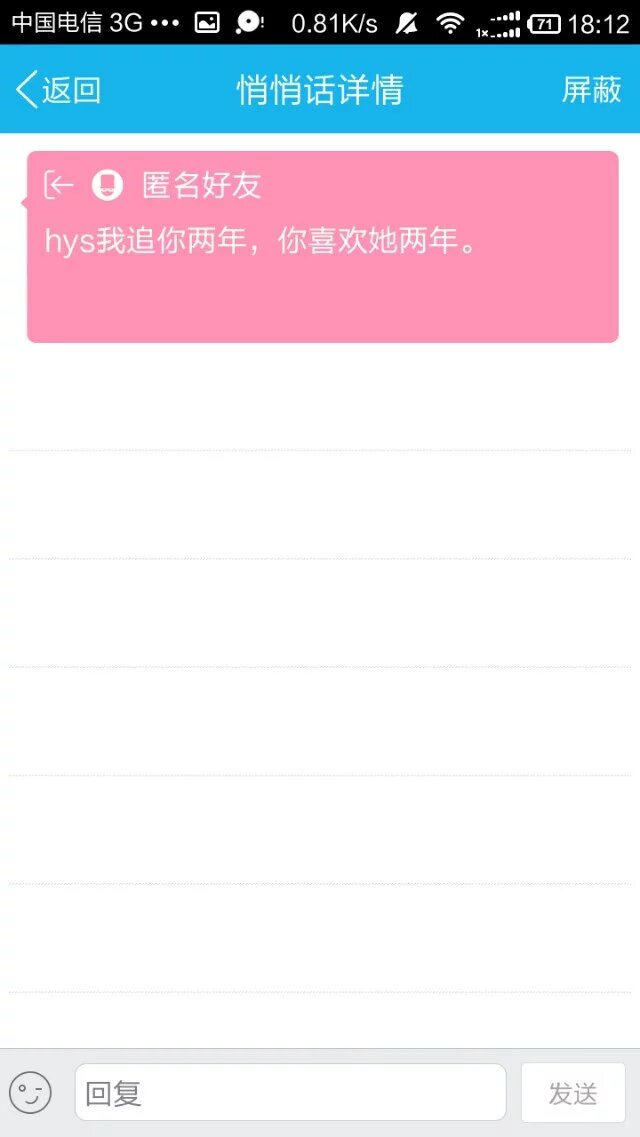 中国电信 3G ••• 0.81K/s 1x 71 18:12
返回 悄悄话详情 屏蔽
匿名好友
hys我追你两年，你喜欢她两年。
回复 发送